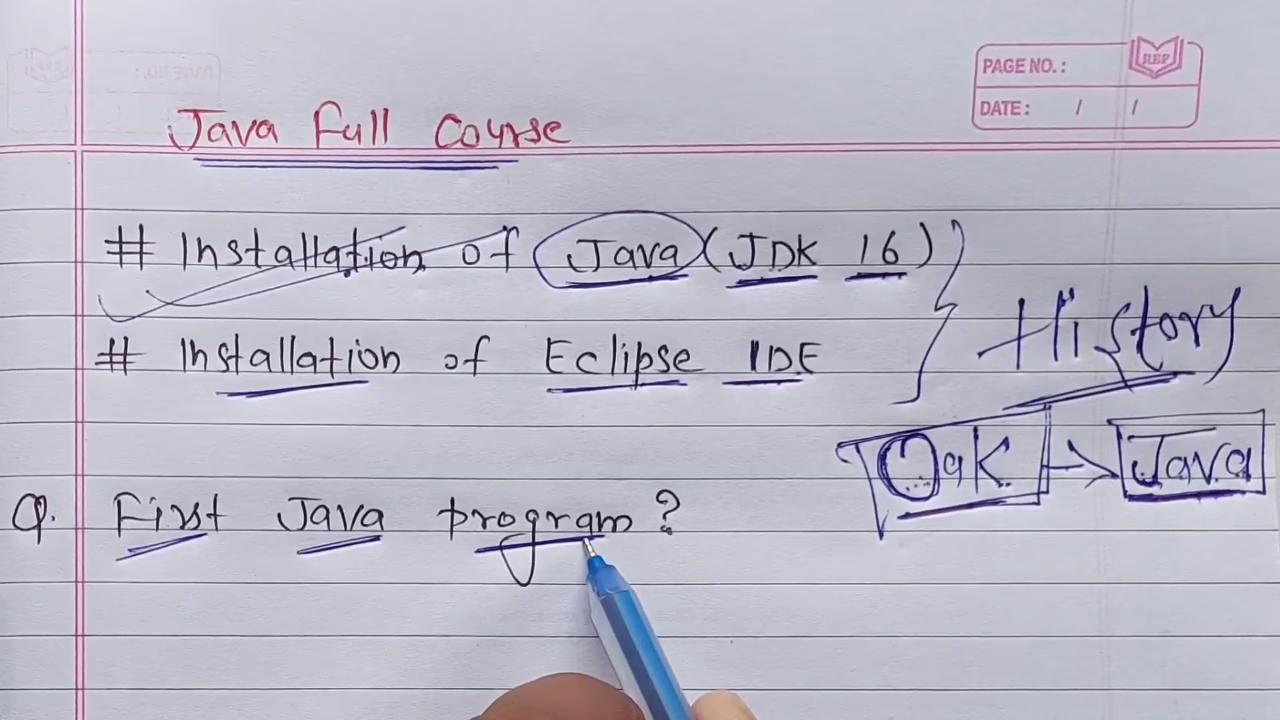 PAGE NO. :
REP
DATE : / /
Java Full Course
# Installation of Java (JDK 16)
# Installation of Eclipse IDE
History
Oak → Java
Q. First Java program ?